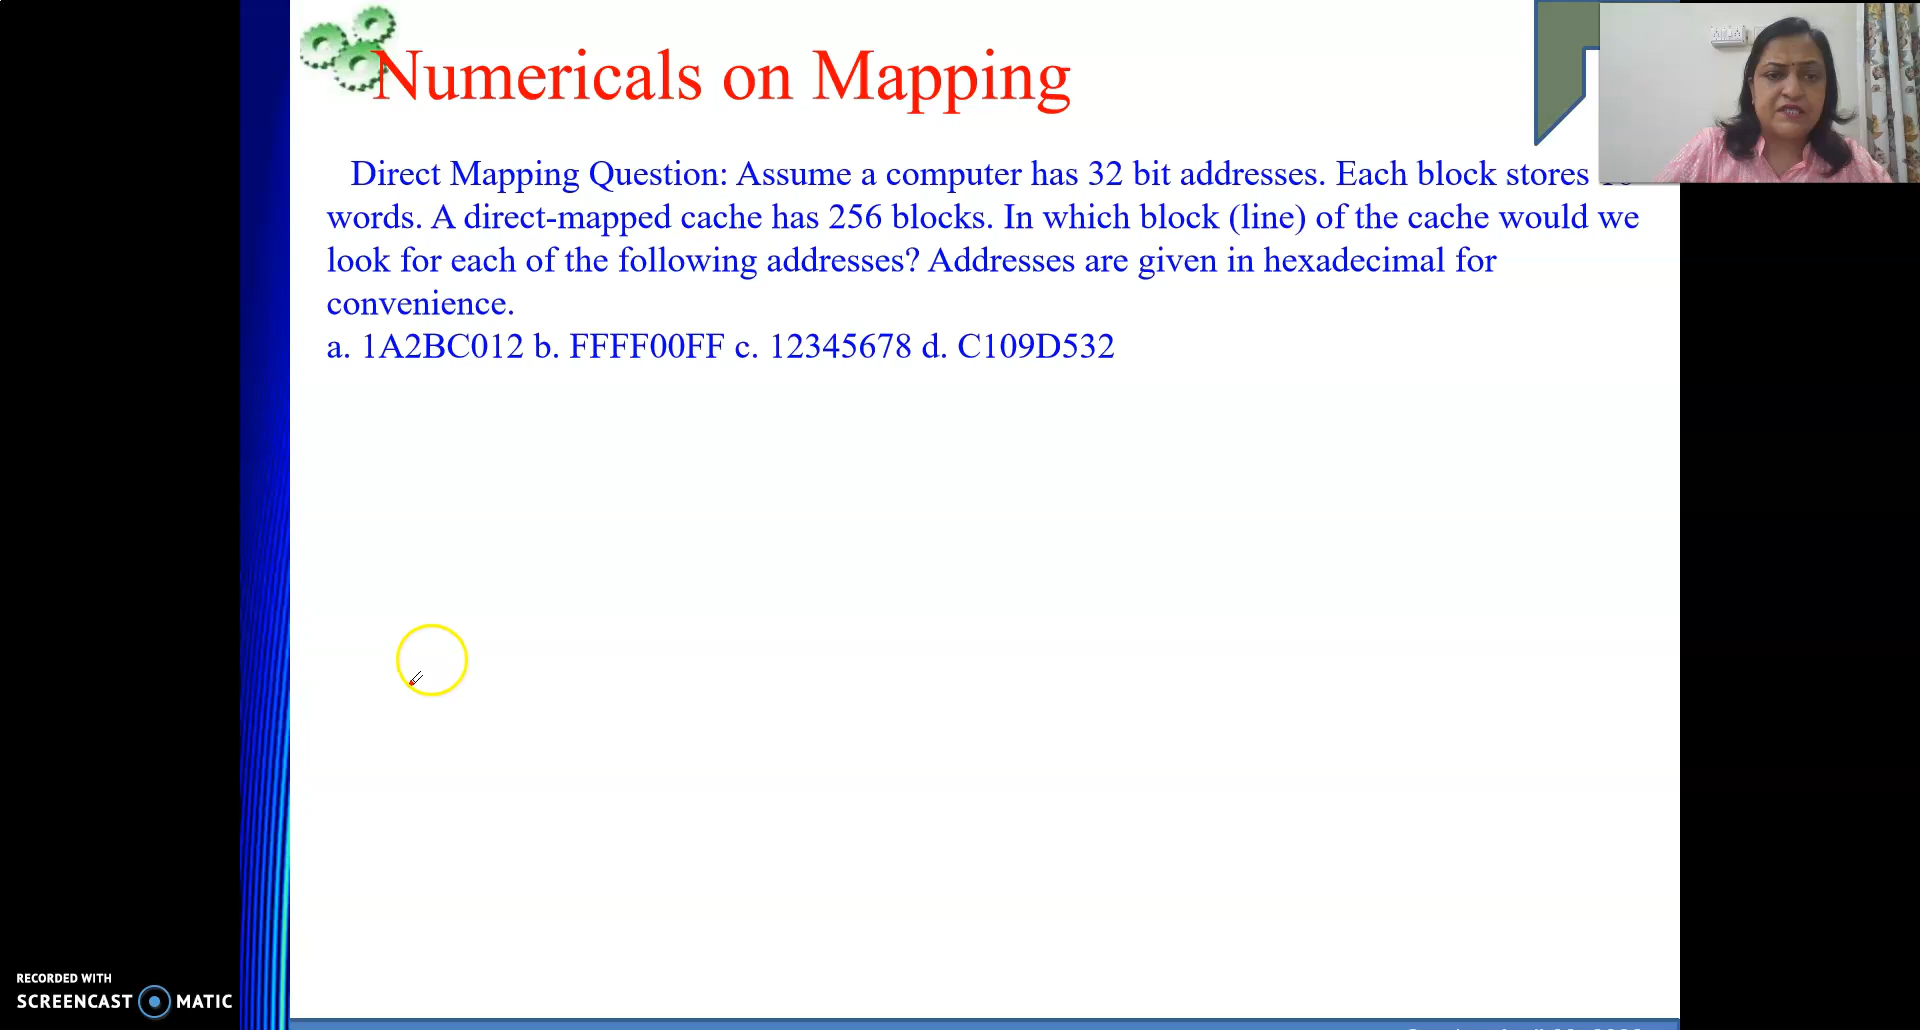 Numericals on Mapping
Direct Mapping Question: Assume a computer has 32 bit addresses. Each block stores
words. A direct-mapped cache has 256 blocks. In which block (line) of the cache would we
look for each of the following addresses? Addresses are given in hexadecimal for
convenience.
a. 1A2BC012 b. FFFF00FF c. 12345678 d. C109D532
RECORDED WITH
SCREENCAST MATIC